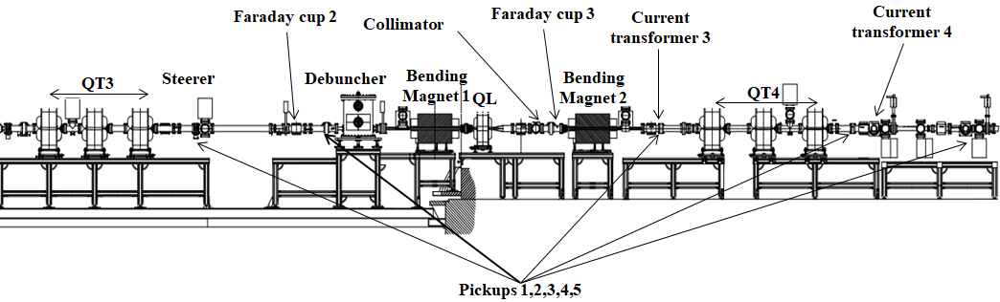 Faraday cup 2
Collimator
Faraday cup 3
Current
transformer 3
Current
transformer 4
QT3
Steerer
Debuncher
Bending
Magnet 1
QL
Bending
Magnet 2
QT4
Pickups 1,2,3,4,5